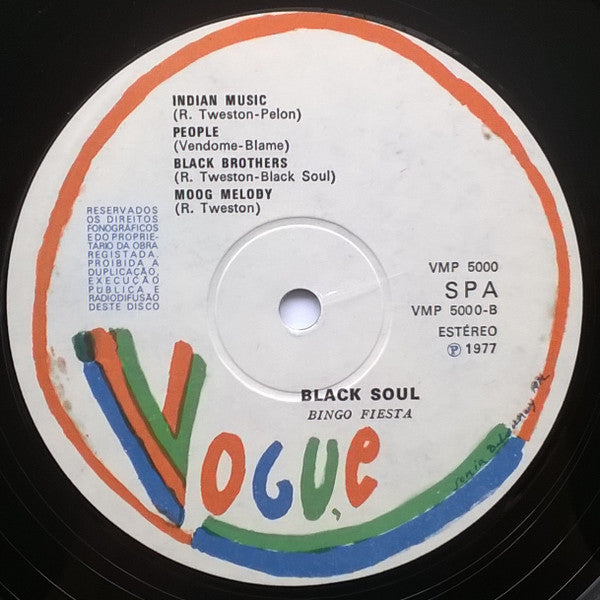 INDIAN MUSIC
(R. Tweston-Pelon)
PEOPLE
(Vendome-Blame)
BLACK BROTHERS
(R. Tweston-Black Soul)
MOOG MELODY
(R. Tweston)
RESERVADOS
OS DIREITOS
FONOGRÁFICOS
E DO PROPRIE-
TARIO DA OBRA
REGISTADA,
PROIBIDA A
DUPLICAÇÃO,
EXECUÇÃO
PUBLICA E
RADIODIFUSÃO
DESTE DISCO
VMP 5000
SPA
VMP 5000-B
ESTÉREO
Ⓟ 1977
BLACK SOUL
BINGO FIESTA
VOGUE